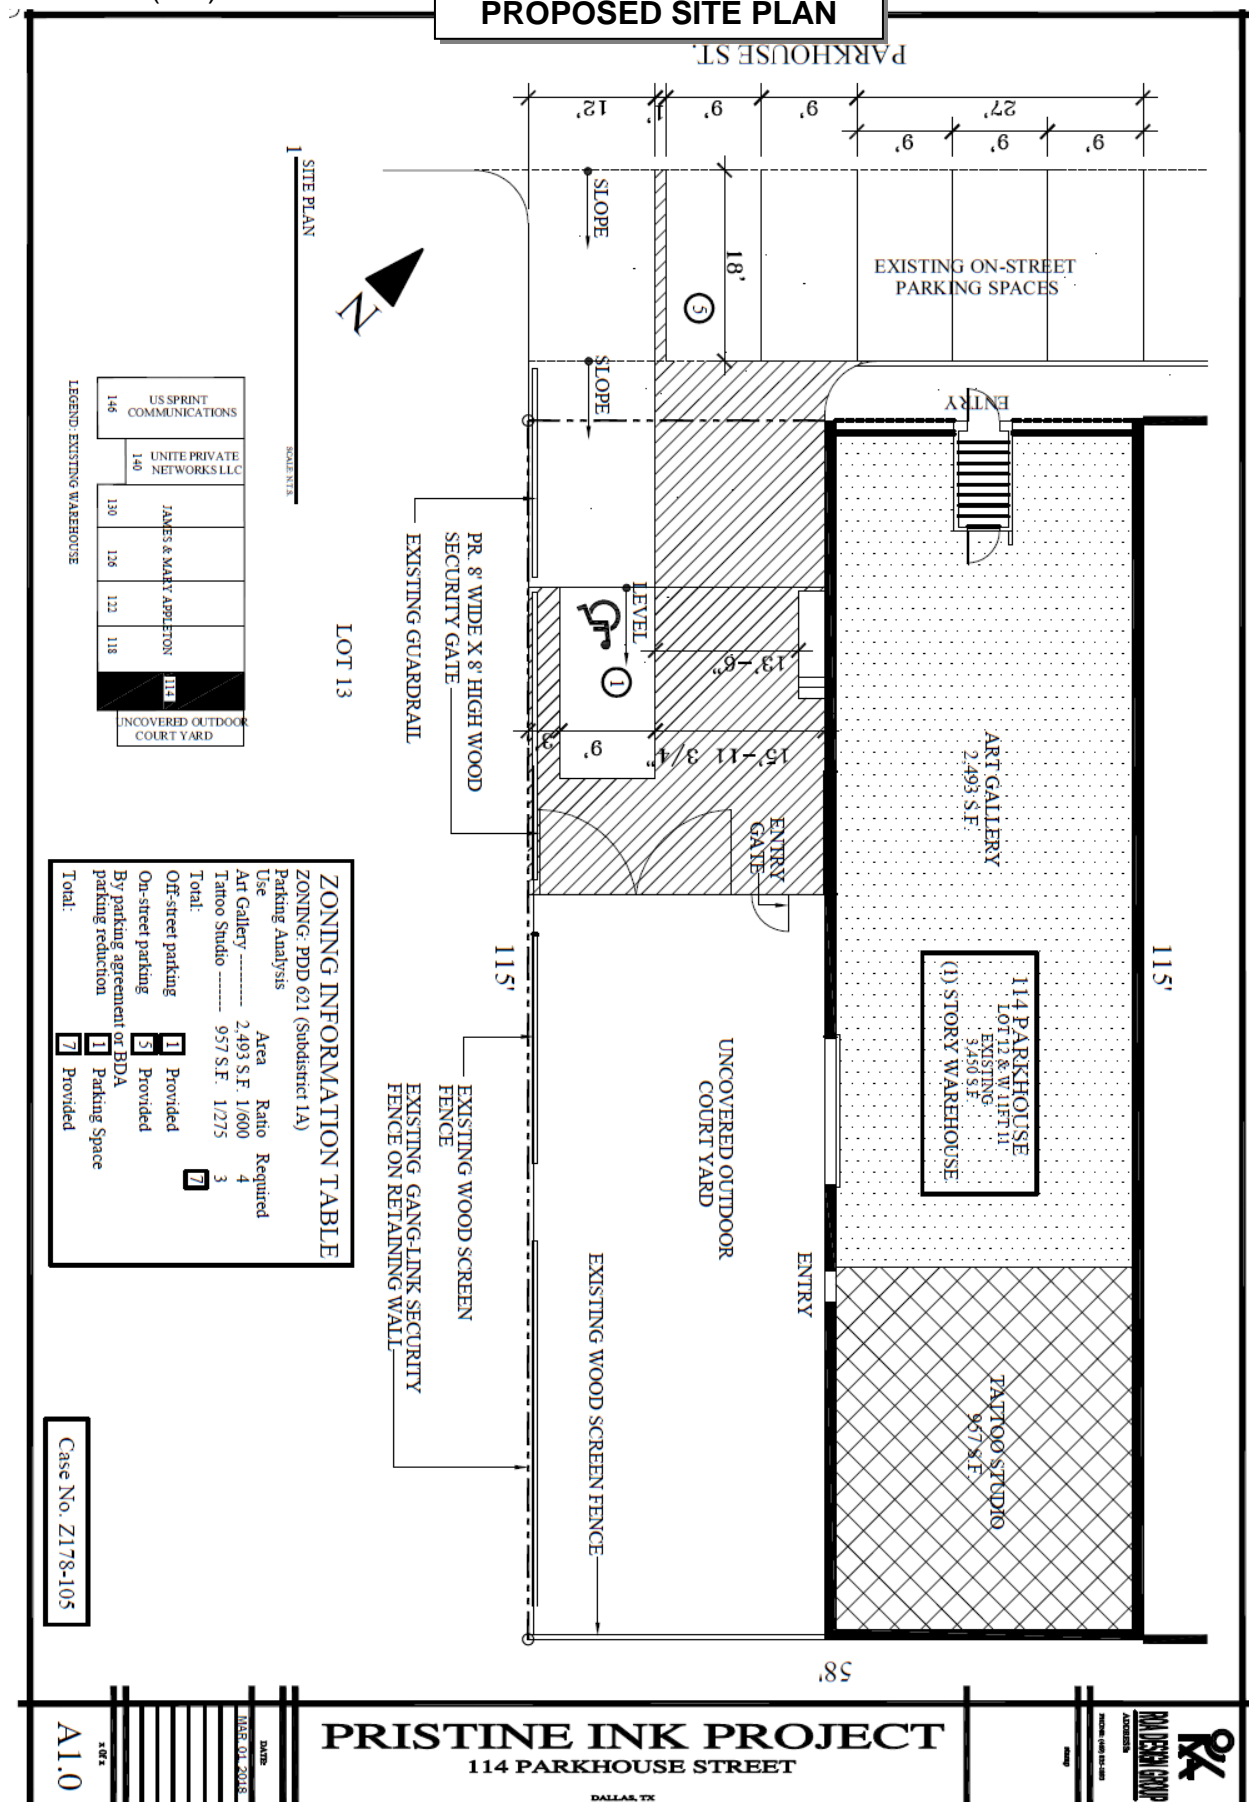 PROPOSED SITE PLAN
PARKHOUSE ST.
12'
1'
9'
9'
27'
9'
9'
9'
SLOPE
18'
5
EXISTING ON-STREET
PARKING SPACES
SLOPE
ENTRY
1
SITE PLAN
SCALE: N.T.S.
N
US SPRINT
COMMUNICATIONS
146
UNITE PRIVATE
NETWORKS LLC
140
JAMES & MARY APPLETON
130
126
122
118
114
UNCOVERED OUTDOOR
COURT YARD
LEGEND: EXISTING WAREHOUSE
LOT 13
EXISTING GUARDRAIL
PR. 8' WIDE X 8' HIGH WOOD
SECURITY GATE
LEVEL
1
13'-6"
3'
9'
15'-11 3/4"
ENTRY
GATE
ART GALLERY
2,493 S.F.
115'
114 PARKHOUSE
LOT 12 & W 11FT 11
EXISTING
3,450 S.F.
(1) STORY WAREHOUSE
115'
UNCOVERED OUTDOOR
COURT YARD
ENTRY
EXISTING WOOD SCREEN
FENCE
EXISTING GANG-LINK SECURITY
FENCE ON RETAINING WALL
EXISTING WOOD SCREEN FENCE
TATTOO STUDIO
957 S.F.
58'
ZONING INFORMATION TABLE
ZONING: PDD 621 (Subdistrict 1A)
Parking Analysis
Use Area Ratio Required
Art Gallery --------- 2,493 S.F. 1/600 4
Tattoo Studio ------- 957 S.F. 1/275 3
Total: 7
Off-street parking 1 Provided
On-street parking 5 Provided
By parking agreement or BDA
parking reduction 1 Parking Space
Total: 7 Provided
Case No. Z178-105
PRISTINE INK PROJECT
114 PARKHOUSE STREET
DALLAS, TX
A1.0
x OF x
DATE:
MAR. 01, 2018
stamp
ADDRESS: